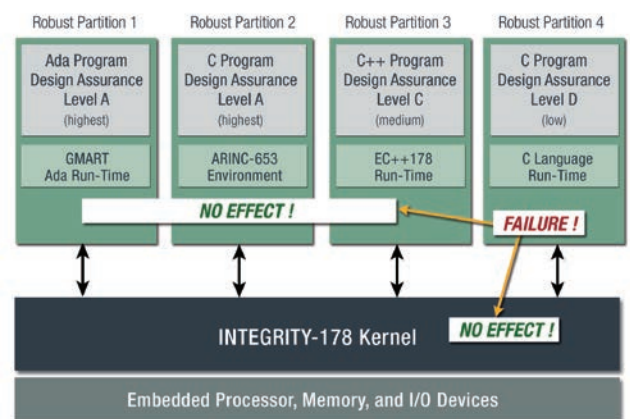 Robust Partition 1
Robust Partition 2
Robust Partition 3
Robust Partition 4
Ada Program
Design Assurance
Level A
(highest)
C Program
Design Assurance
Level A
(highest)
C++ Program
Design Assurance
Level C
(medium)
C Program
Design Assurance
Level D
(low)
GMART
Ada Run-Time
ARINC-653
Environment
EC++178
Run-Time
C Language
Run-Time
NO EFFECT !
FAILURE !
INTEGRITY-178 Kernel
NO EFFECT !
Embedded Processor, Memory, and I/O Devices